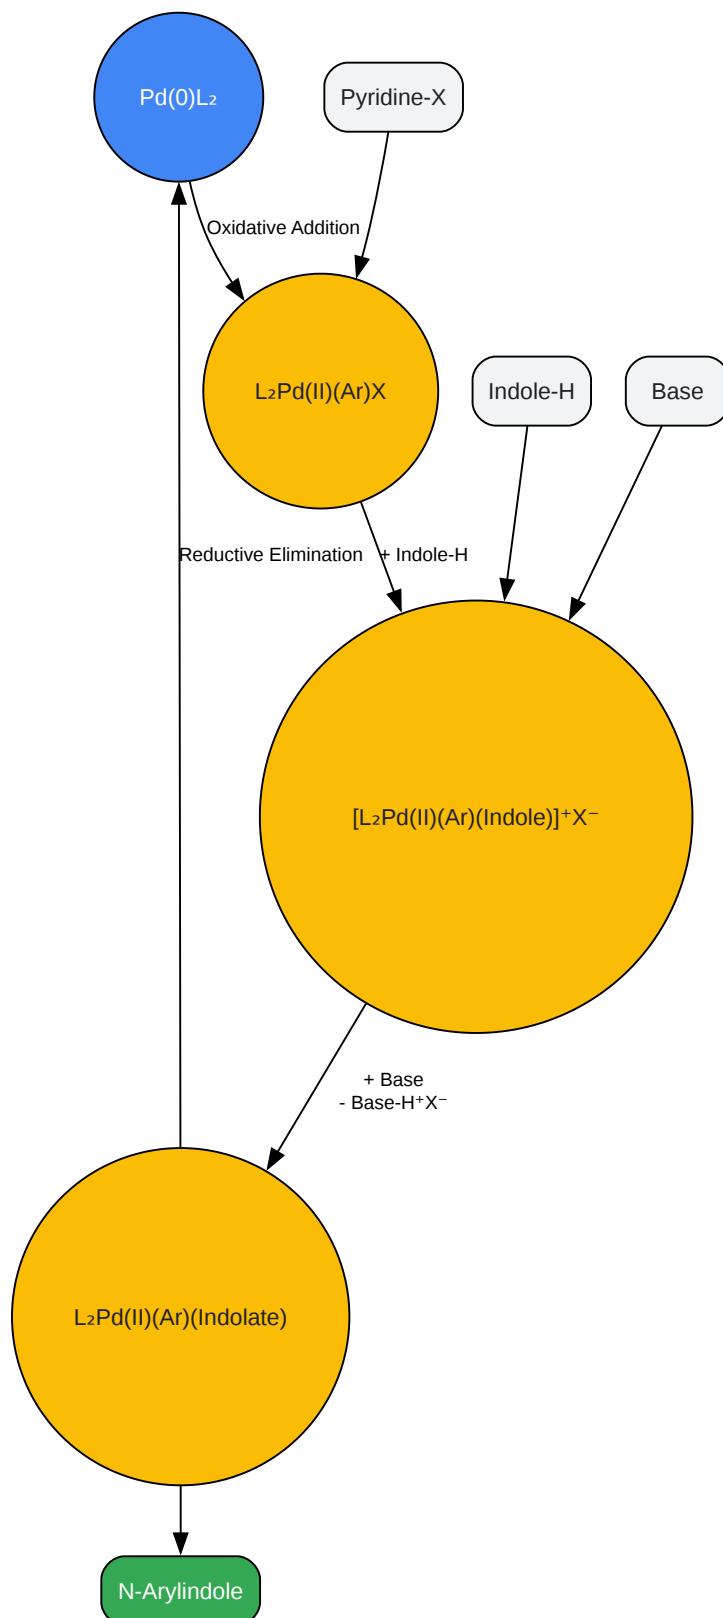 Pd(0)L₂
Pyridine-X
Oxidative Addition
L₂Pd(II)(Ar)X
Indole-H
Base
Reductive Elimination
+ Indole-H
[L₂Pd(II)(Ar)(Indole)]⁺X⁻
+ Base
- Base-H⁺X⁻
L₂Pd(II)(Ar)(Indolate)
N-Arylindole